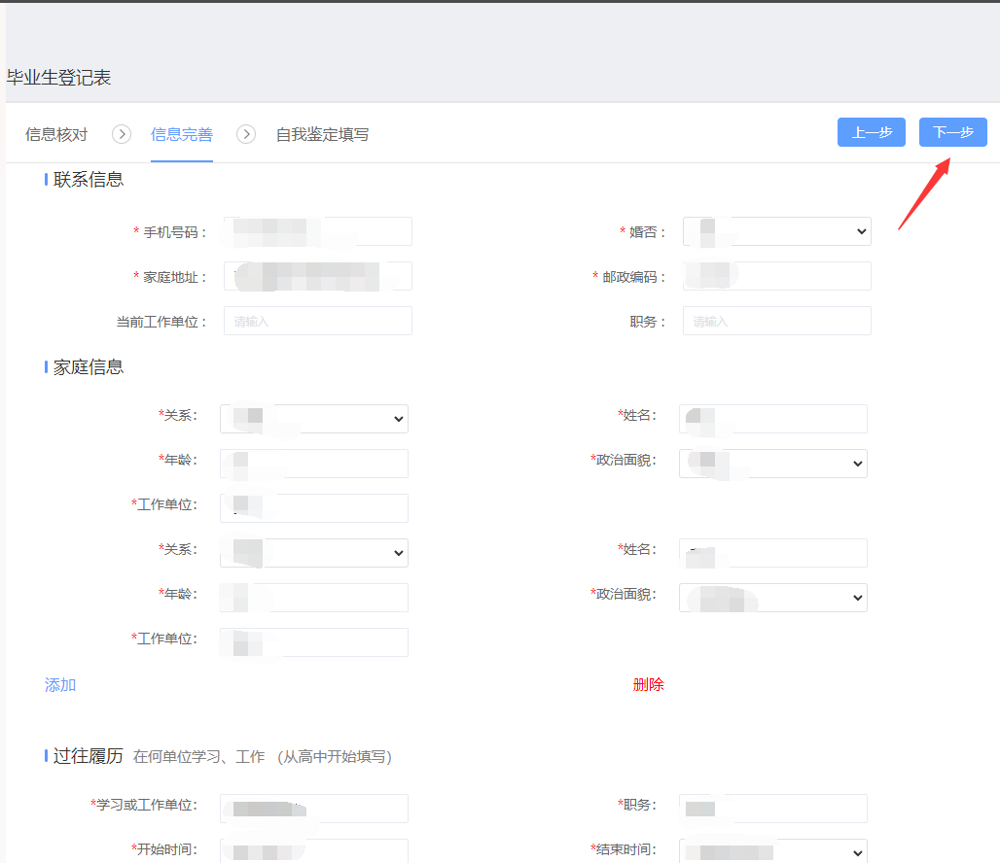 毕业生登记表
信息核对 信息完善 自我鉴定填写 上一步 下一步
联系信息
* 手机号码： * 婚否：
* 家庭地址： * 邮政编码：
当前工作单位： 请输入 职务： 请输入
家庭信息
*关系： *姓名：
*年龄： *政治面貌：
*工作单位：
*关系： *姓名：
*年龄： *政治面貌：
*工作单位：
添加 删除
过往履历 在何单位学习、工作 （从高中开始填写）
*学习或工作单位： *职务：
*开始时间： *结束时间：